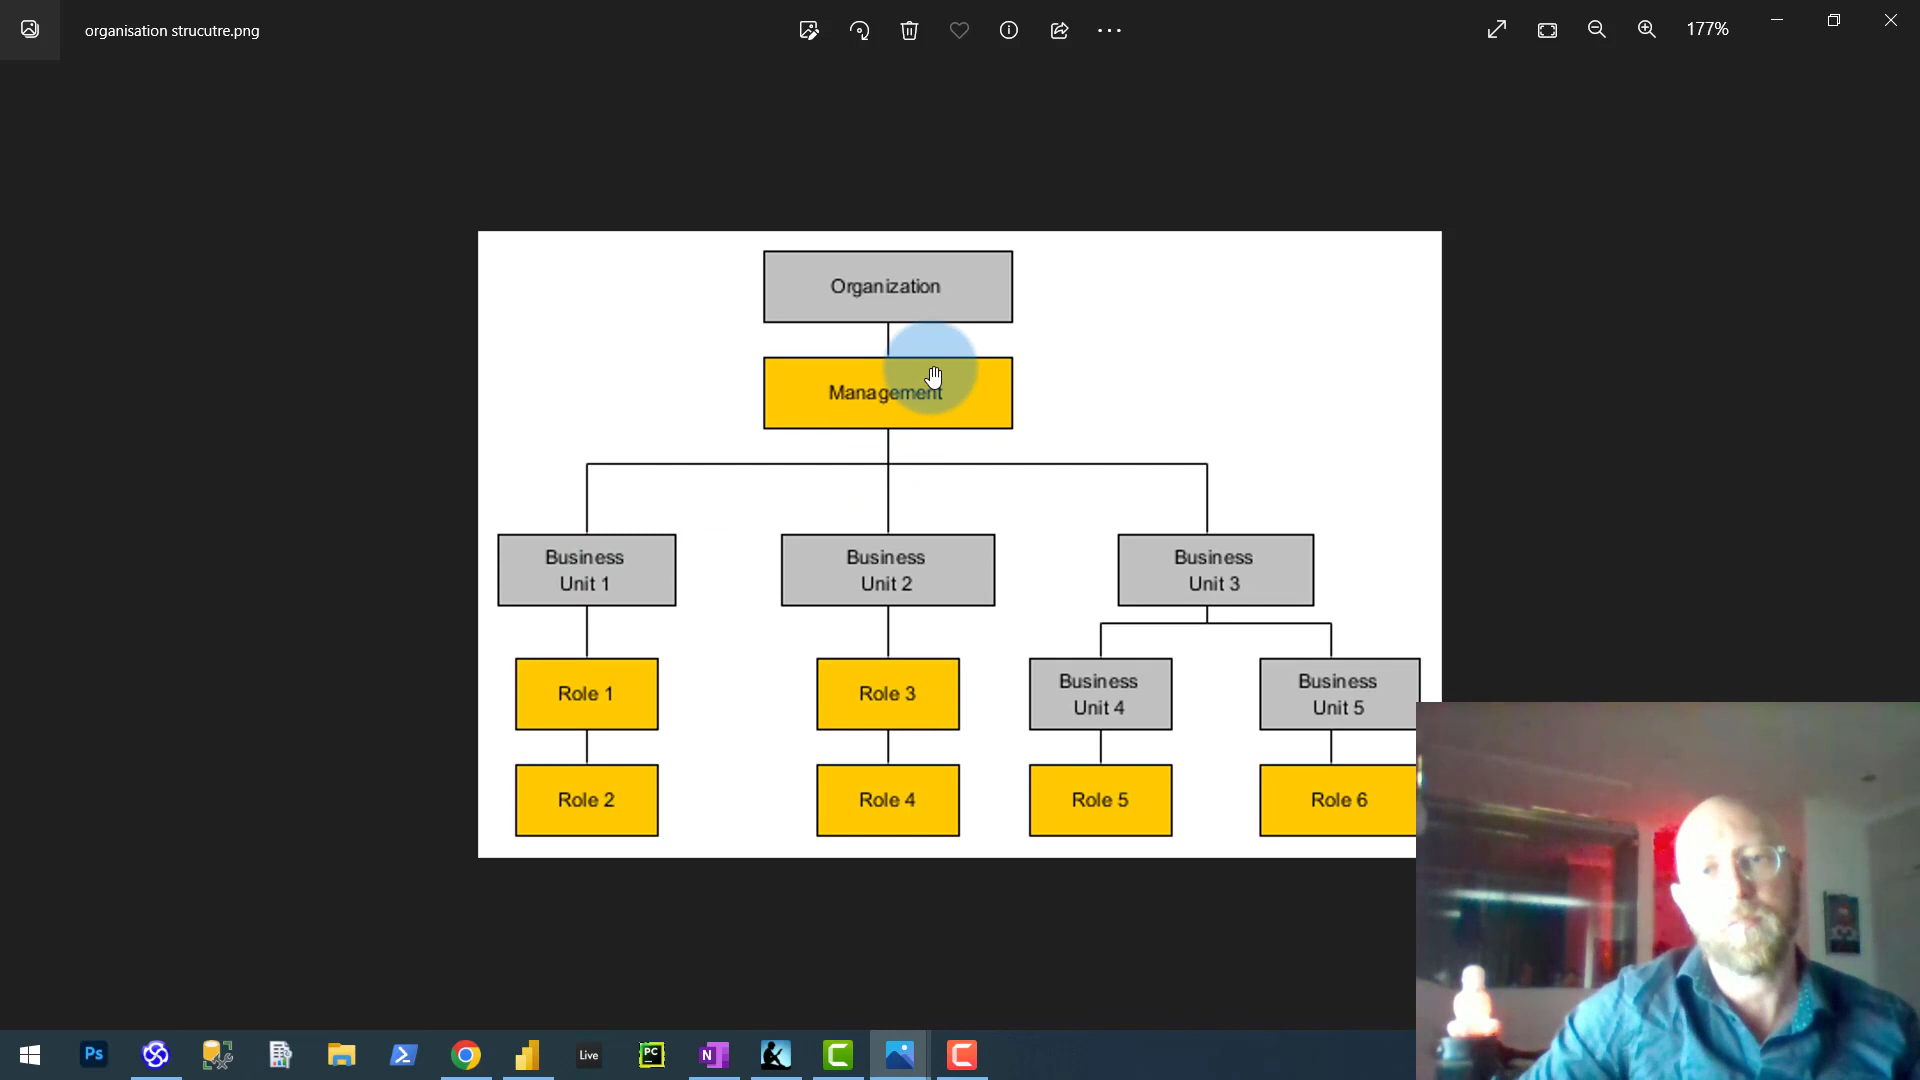 organisation strucutre.png
177%
Organization
Management
Business
Unit 1
Business
Unit 2
Business
Unit 3
Role 1
Role 3
Business
Unit 4
Business
Unit 5
Role 2
Role 4
Role 5
Role 6
Ps
Live
PC
N